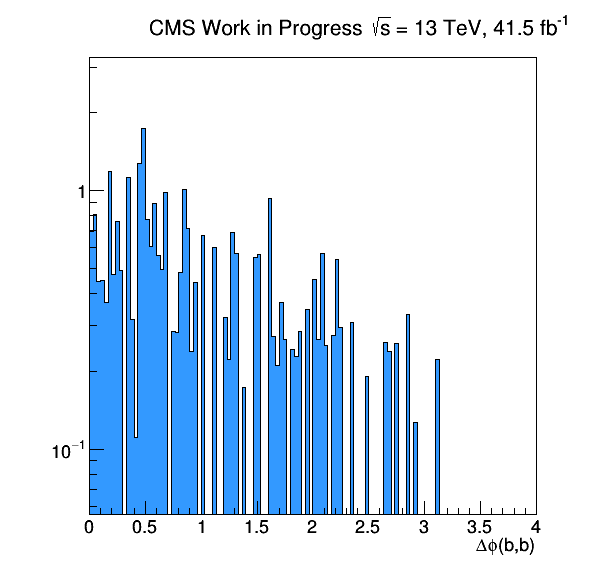 CMS Work in Progress √s = 13 TeV, 41.5 fb⁻¹
1
10⁻¹
0 0.5 1 1.5 2 2.5 3 3.5 4
Δϕ(b,b)